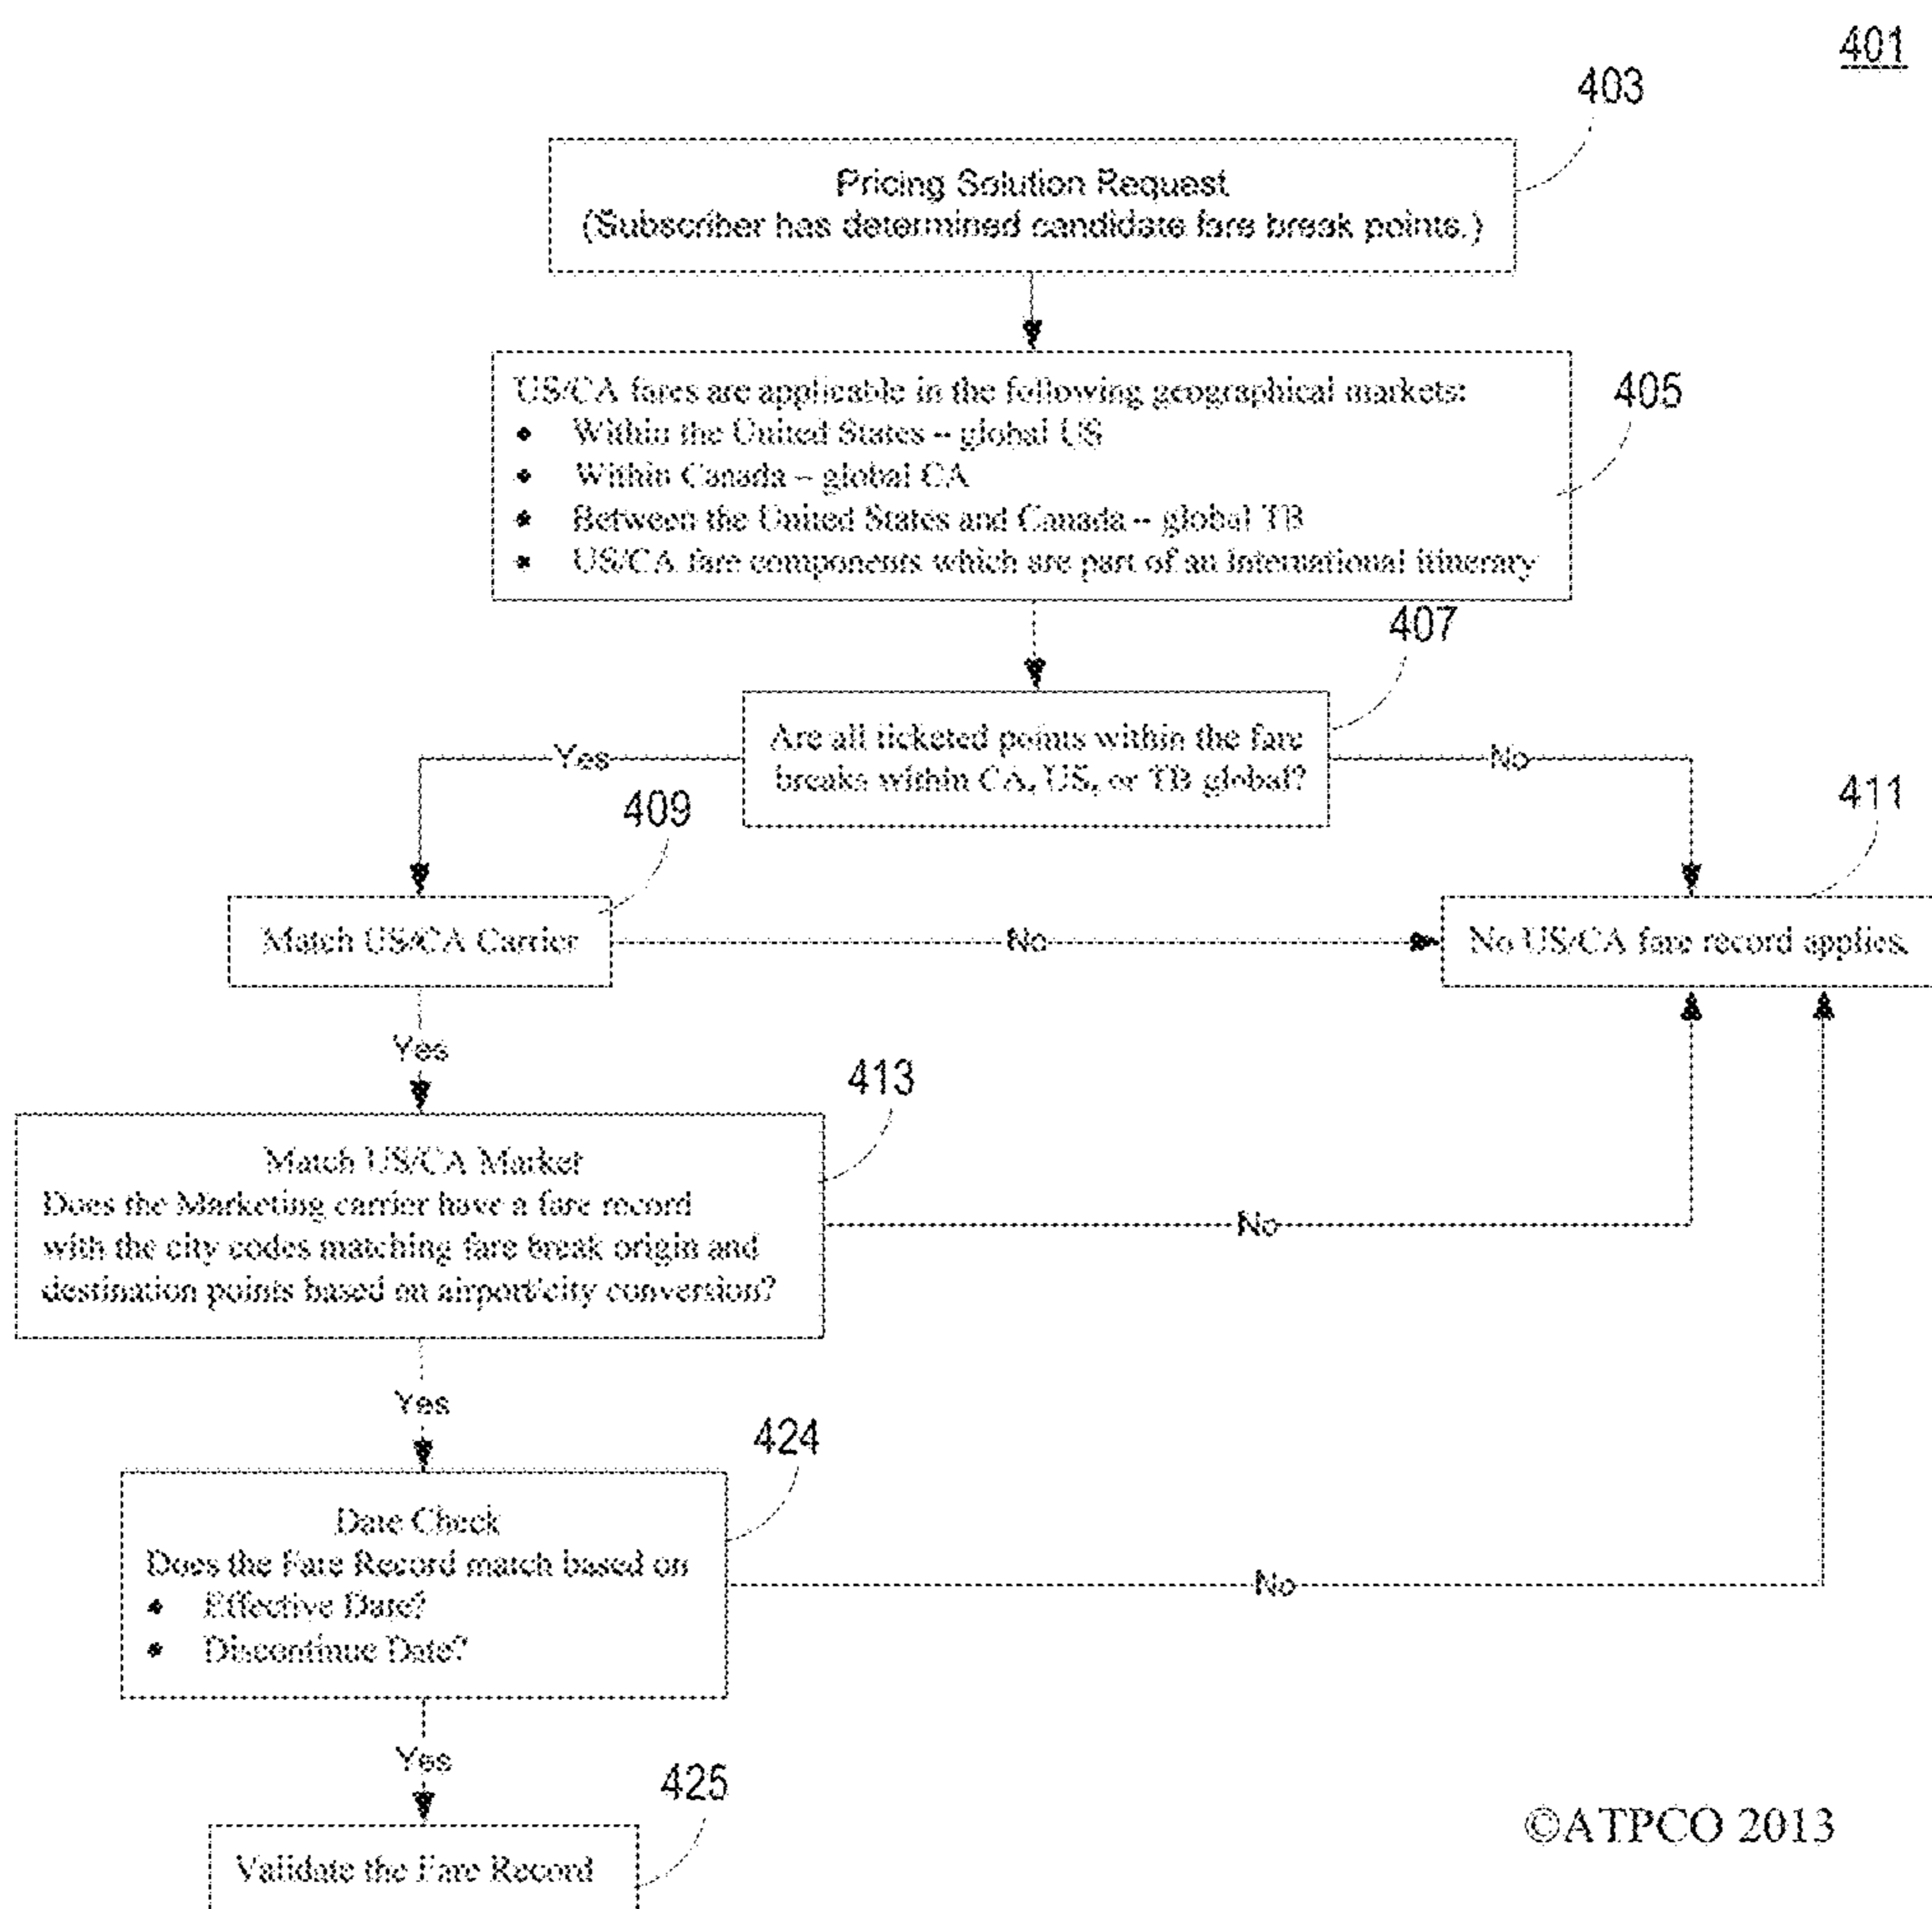 401
403
Pricing Solution Request
(Subscriber has determined candidate fare break points.)
US/CA fares are applicable in the following geographical markets:
405
• Within the United States – global US
• Within Canada – global CA
• Between the United States and Canada – global TB
• US/CA fare components which are part of an International itinerary
407
Are all ticketed points within the fare
breaks within CA, US, or TB global?
Yes
No
409
411
Match US/CA Carrier
No
No US/CA fare record applies.
Yes
413
Match US/CA Market
Does the Marketing carrier have a fare record
with the city codes matching fare break origin and
destination points based on airport/city conversion?
No
Yes
424
Date Check
Does the Fare Record match based on
• Effective Date?
• Discontinue Date?
No
Yes
425
Validate the Fare Record
©ATPCO 2013